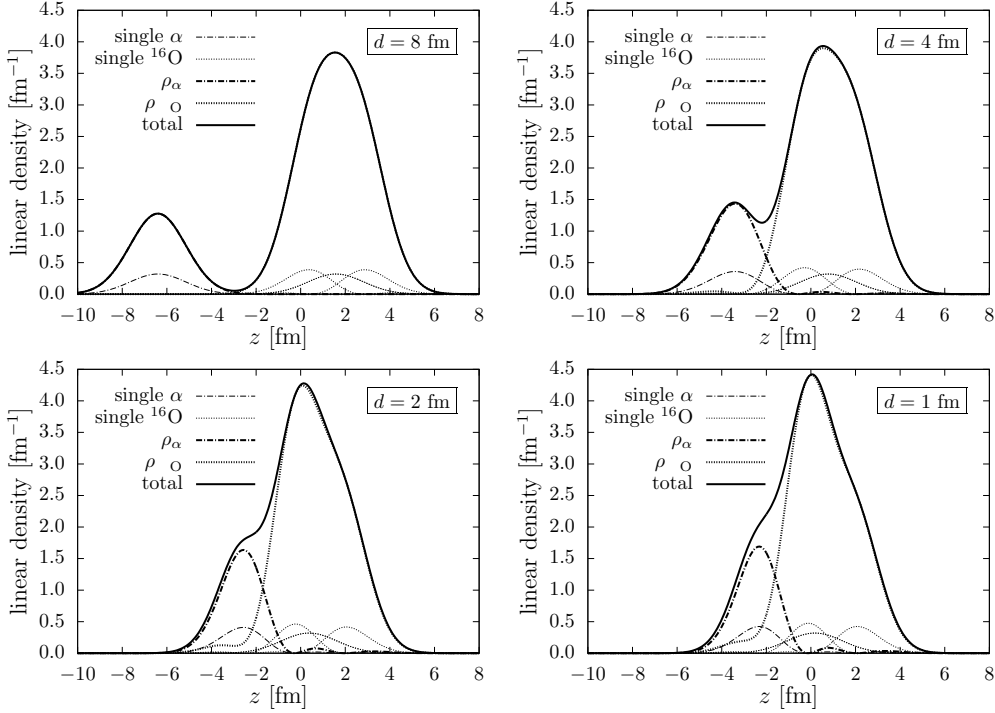 4.5
4.0
3.5
3.0
2.5
2.0
1.5
1.0
0.5
0.0
linear density [fm⁻¹]
single α
single ¹⁶O
ρα
ρ O
total
d = 8 fm
−10 −8 −6 −4 −2 0 2 4 6 8
z [fm]
4.5
4.0
3.5
3.0
2.5
2.0
1.5
1.0
0.5
0.0
linear density [fm⁻¹]
single α
single ¹⁶O
ρα
ρ O
total
d = 4 fm
−10 −8 −6 −4 −2 0 2 4 6 8
z [fm]
4.5
4.0
3.5
3.0
2.5
2.0
1.5
1.0
0.5
0.0
linear density [fm⁻¹]
single α
single ¹⁶O
ρα
ρ O
total
d = 2 fm
−10 −8 −6 −4 −2 0 2 4 6 8
z [fm]
4.5
4.0
3.5
3.0
2.5
2.0
1.5
1.0
0.5
0.0
linear density [fm⁻¹]
single α
single ¹⁶O
ρα
ρ O
total
d = 1 fm
−10 −8 −6 −4 −2 0 2 4 6 8
z [fm]